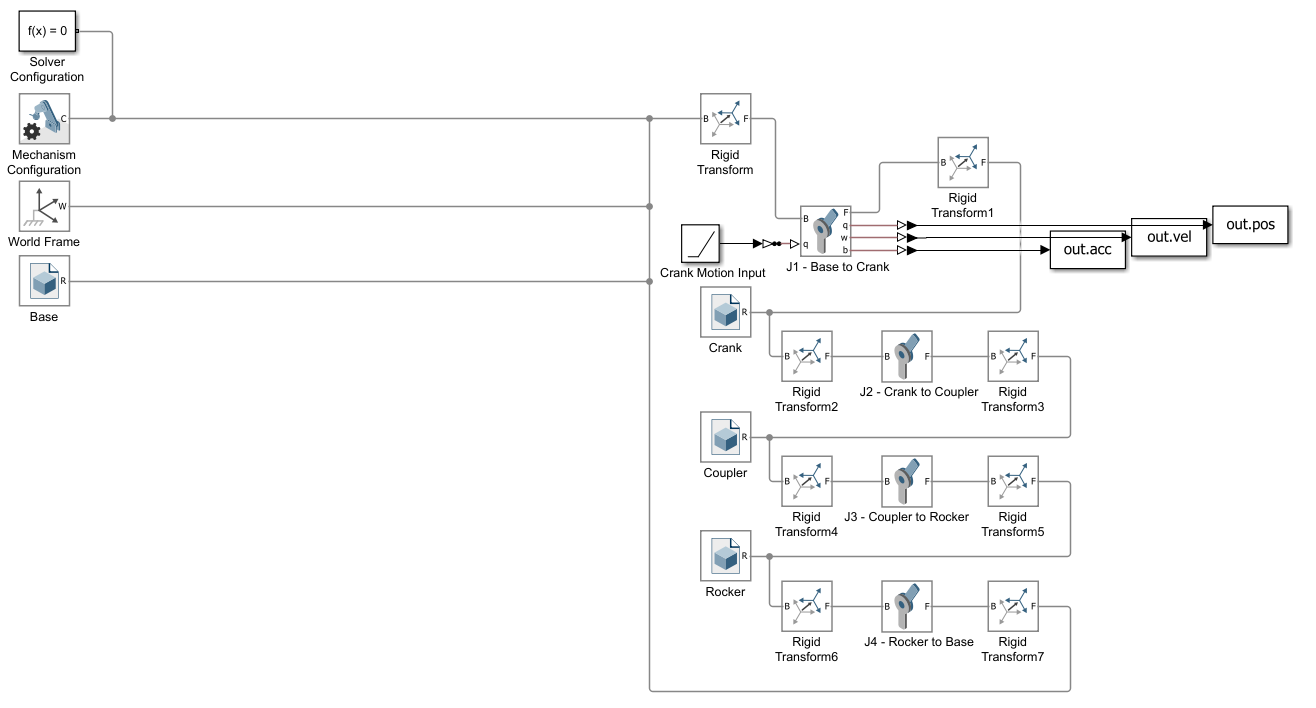 f(x) = 0
Solver
Configuration
C
Mechanism
Configuration
W
World Frame
R
Base
B
F
Rigid
Transform
B
F
Rigid
Transform1
Crank Motion Input
B
q
F
q
w
b
J1 - Base to Crank
out.acc
out.vel
out.pos
R
Crank
B
F
Rigid
Transform2
B
F
J2 - Crank to Coupler
B
F
Rigid
Transform3
R
Coupler
B
F
Rigid
Transform4
B
F
J3 - Coupler to Rocker
B
F
Rigid
Transform5
R
Rocker
B
F
Rigid
Transform6
B
F
J4 - Rocker to Base
B
F
Rigid
Transform7